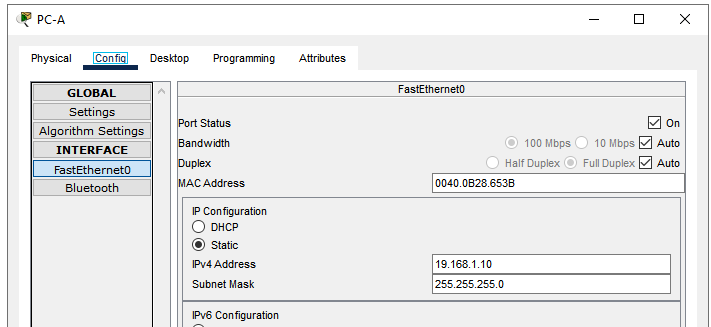 PC-A
Physical Config Desktop Programming Attributes
GLOBAL
Settings
Algorithm Settings
INTERFACE
FastEthernet0
Bluetooth
FastEthernet0
Port Status On
Bandwidth 100 Mbps 10 Mbps Auto
Duplex Half Duplex Full Duplex Auto
MAC Address 0040.0B28.653B
IP Configuration
DHCP
Static
IPv4 Address 19.168.1.10
Subnet Mask 255.255.255.0
IPv6 Configuration